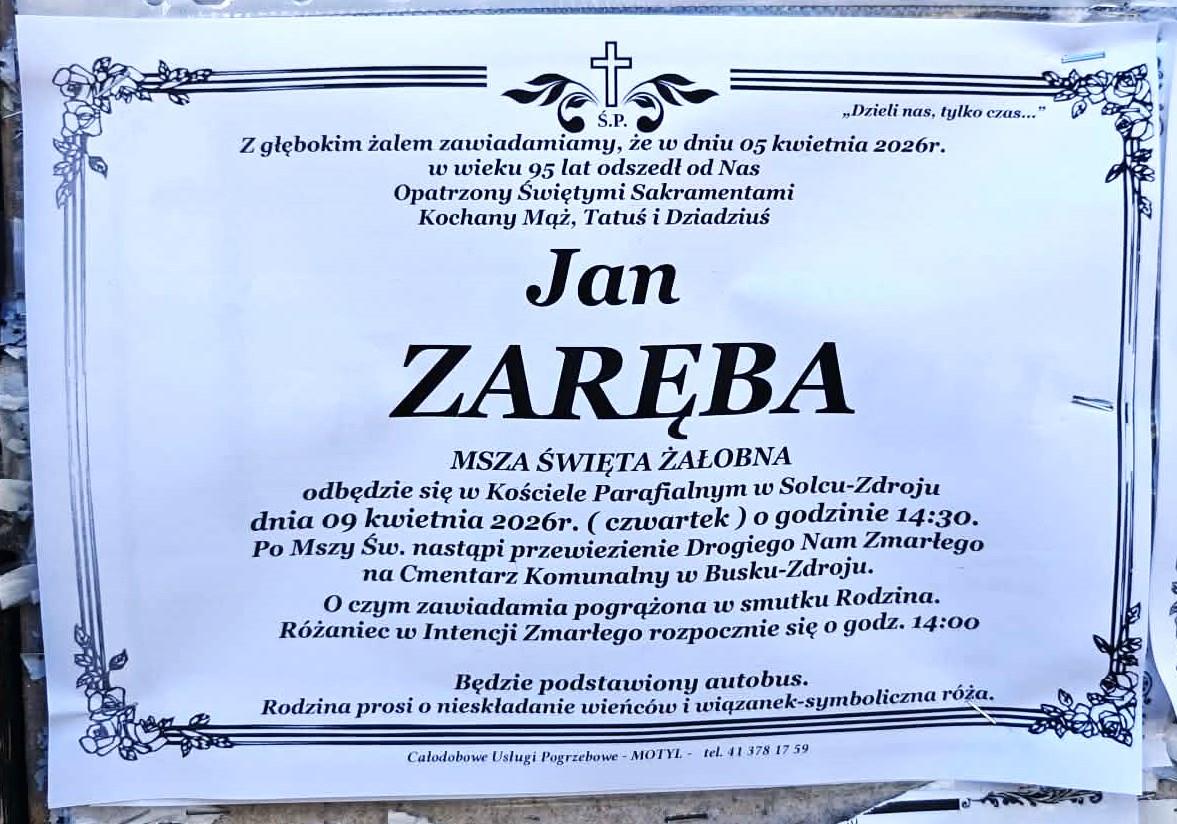 Ś.P.
„Dzieli nas, tylko czas...”
Z głębokim żalem zawiadamiamy, że w dniu 05 kwietnia 2026r.
w wieku 95 lat odszedł od Nas
Opatrzony Świętymi Sakramentami
Kochany Mąż, Tatuś i Dziadziuś
Jan
ZARĘBA
MSZA ŚWIĘTA ŻAŁOBNA
odbędzie się w Kościele Parafialnym w Solcu-Zdroju
dnia 09 kwietnia 2026r. ( czwartek ) o godzinie 14:30.
Po Mszy Św. nastąpi przewiezienie Drogiego Nam Zmarłego
na Cmentarz Komunalny w Busku-Zdroju.
O czym zawiadamia pogrążona w smutku Rodzina.
Różaniec w Intencji Zmarłego rozpocznie się o godz. 14:00
Będzie podstawiony autobus.
Rodzina prosi o nieskładanie wieńców i wiązanek-symboliczna róża.
Całodobowe Usługi Pogrzebowe - MOTYL - tel. 41 378 17 59